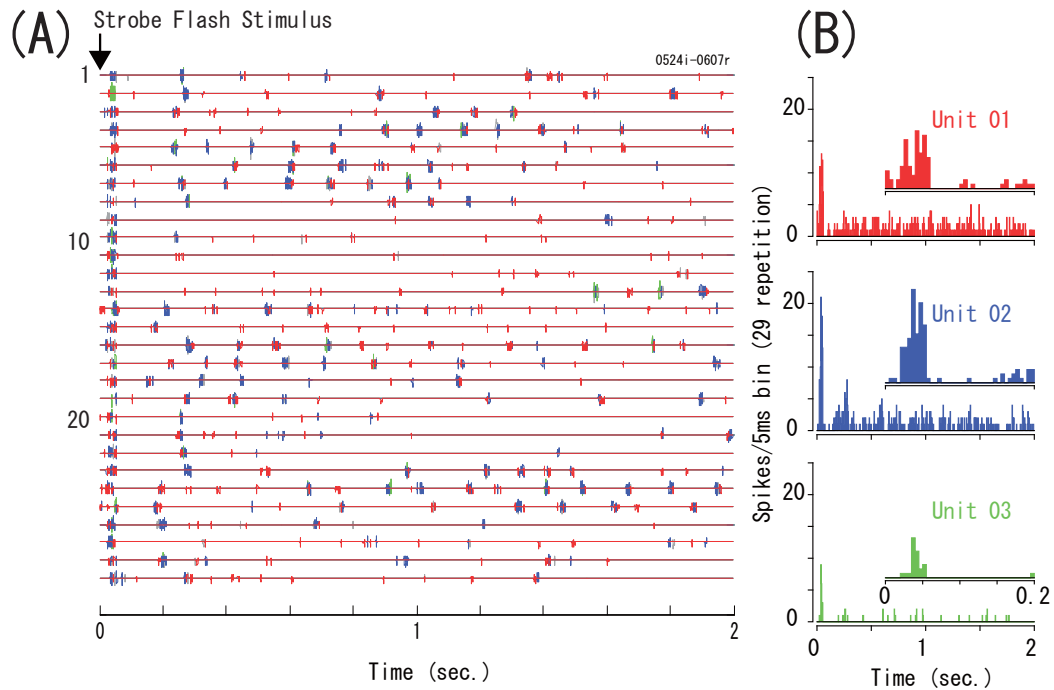 (A)
Strobe Flash Stimulus
0524i-0607r
1
10
20
0
1
2
Time (sec.)
(B)
Spikes/5ms bin (29 repetition)
20
0
Unit 01
20
0
Unit 02
20
0
Unit 03
0
0.2
0
1
2
Time (sec.)